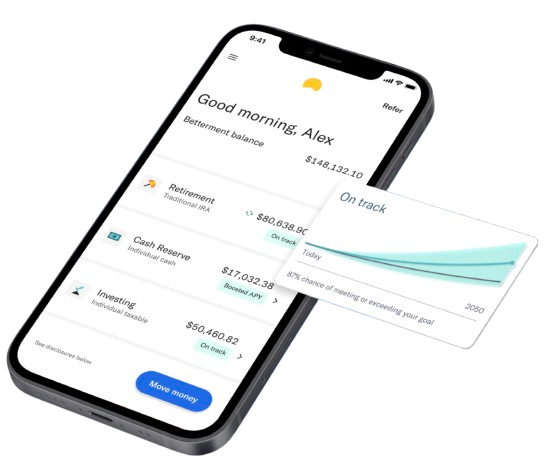 9:41
Refer
Good morning, Alex
Betterment balance
$148,132.10
Retirement
Traditional IRA
$80,638.90
On track
Cash Reserve
Individual cash
$17,032.38
Boosted APY
Investing
Individual taxable
$50,460.82
On track
See disclosures below
Move money
On track
Today
2050
87% chance of meeting or exceeding your goal